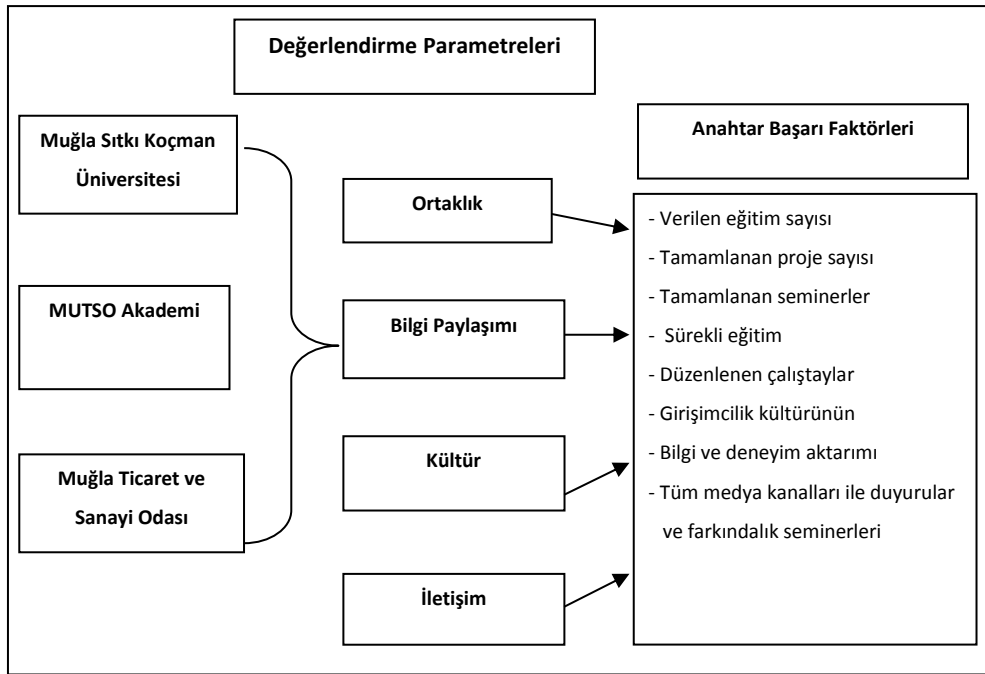 Değerlendirme Parametreleri
Muğla Sıtkı Koçman
Üniversitesi
MUTSO Akademi
Muğla Ticaret ve
Sanayi Odası
Ortaklık
Bilgi Paylaşımı
Kültür
İletişim
Anahtar Başarı Faktörleri
- Verilen eğitim sayısı
- Tamamlanan proje sayısı
- Tamamlanan seminerler
- Sürekli eğitim
- Düzenlenen çalıştaylar
- Girişimcilik kültürünün
- Bilgi ve deneyim aktarımı
- Tüm medya kanalları ile duyurular
ve farkındalık seminerleri